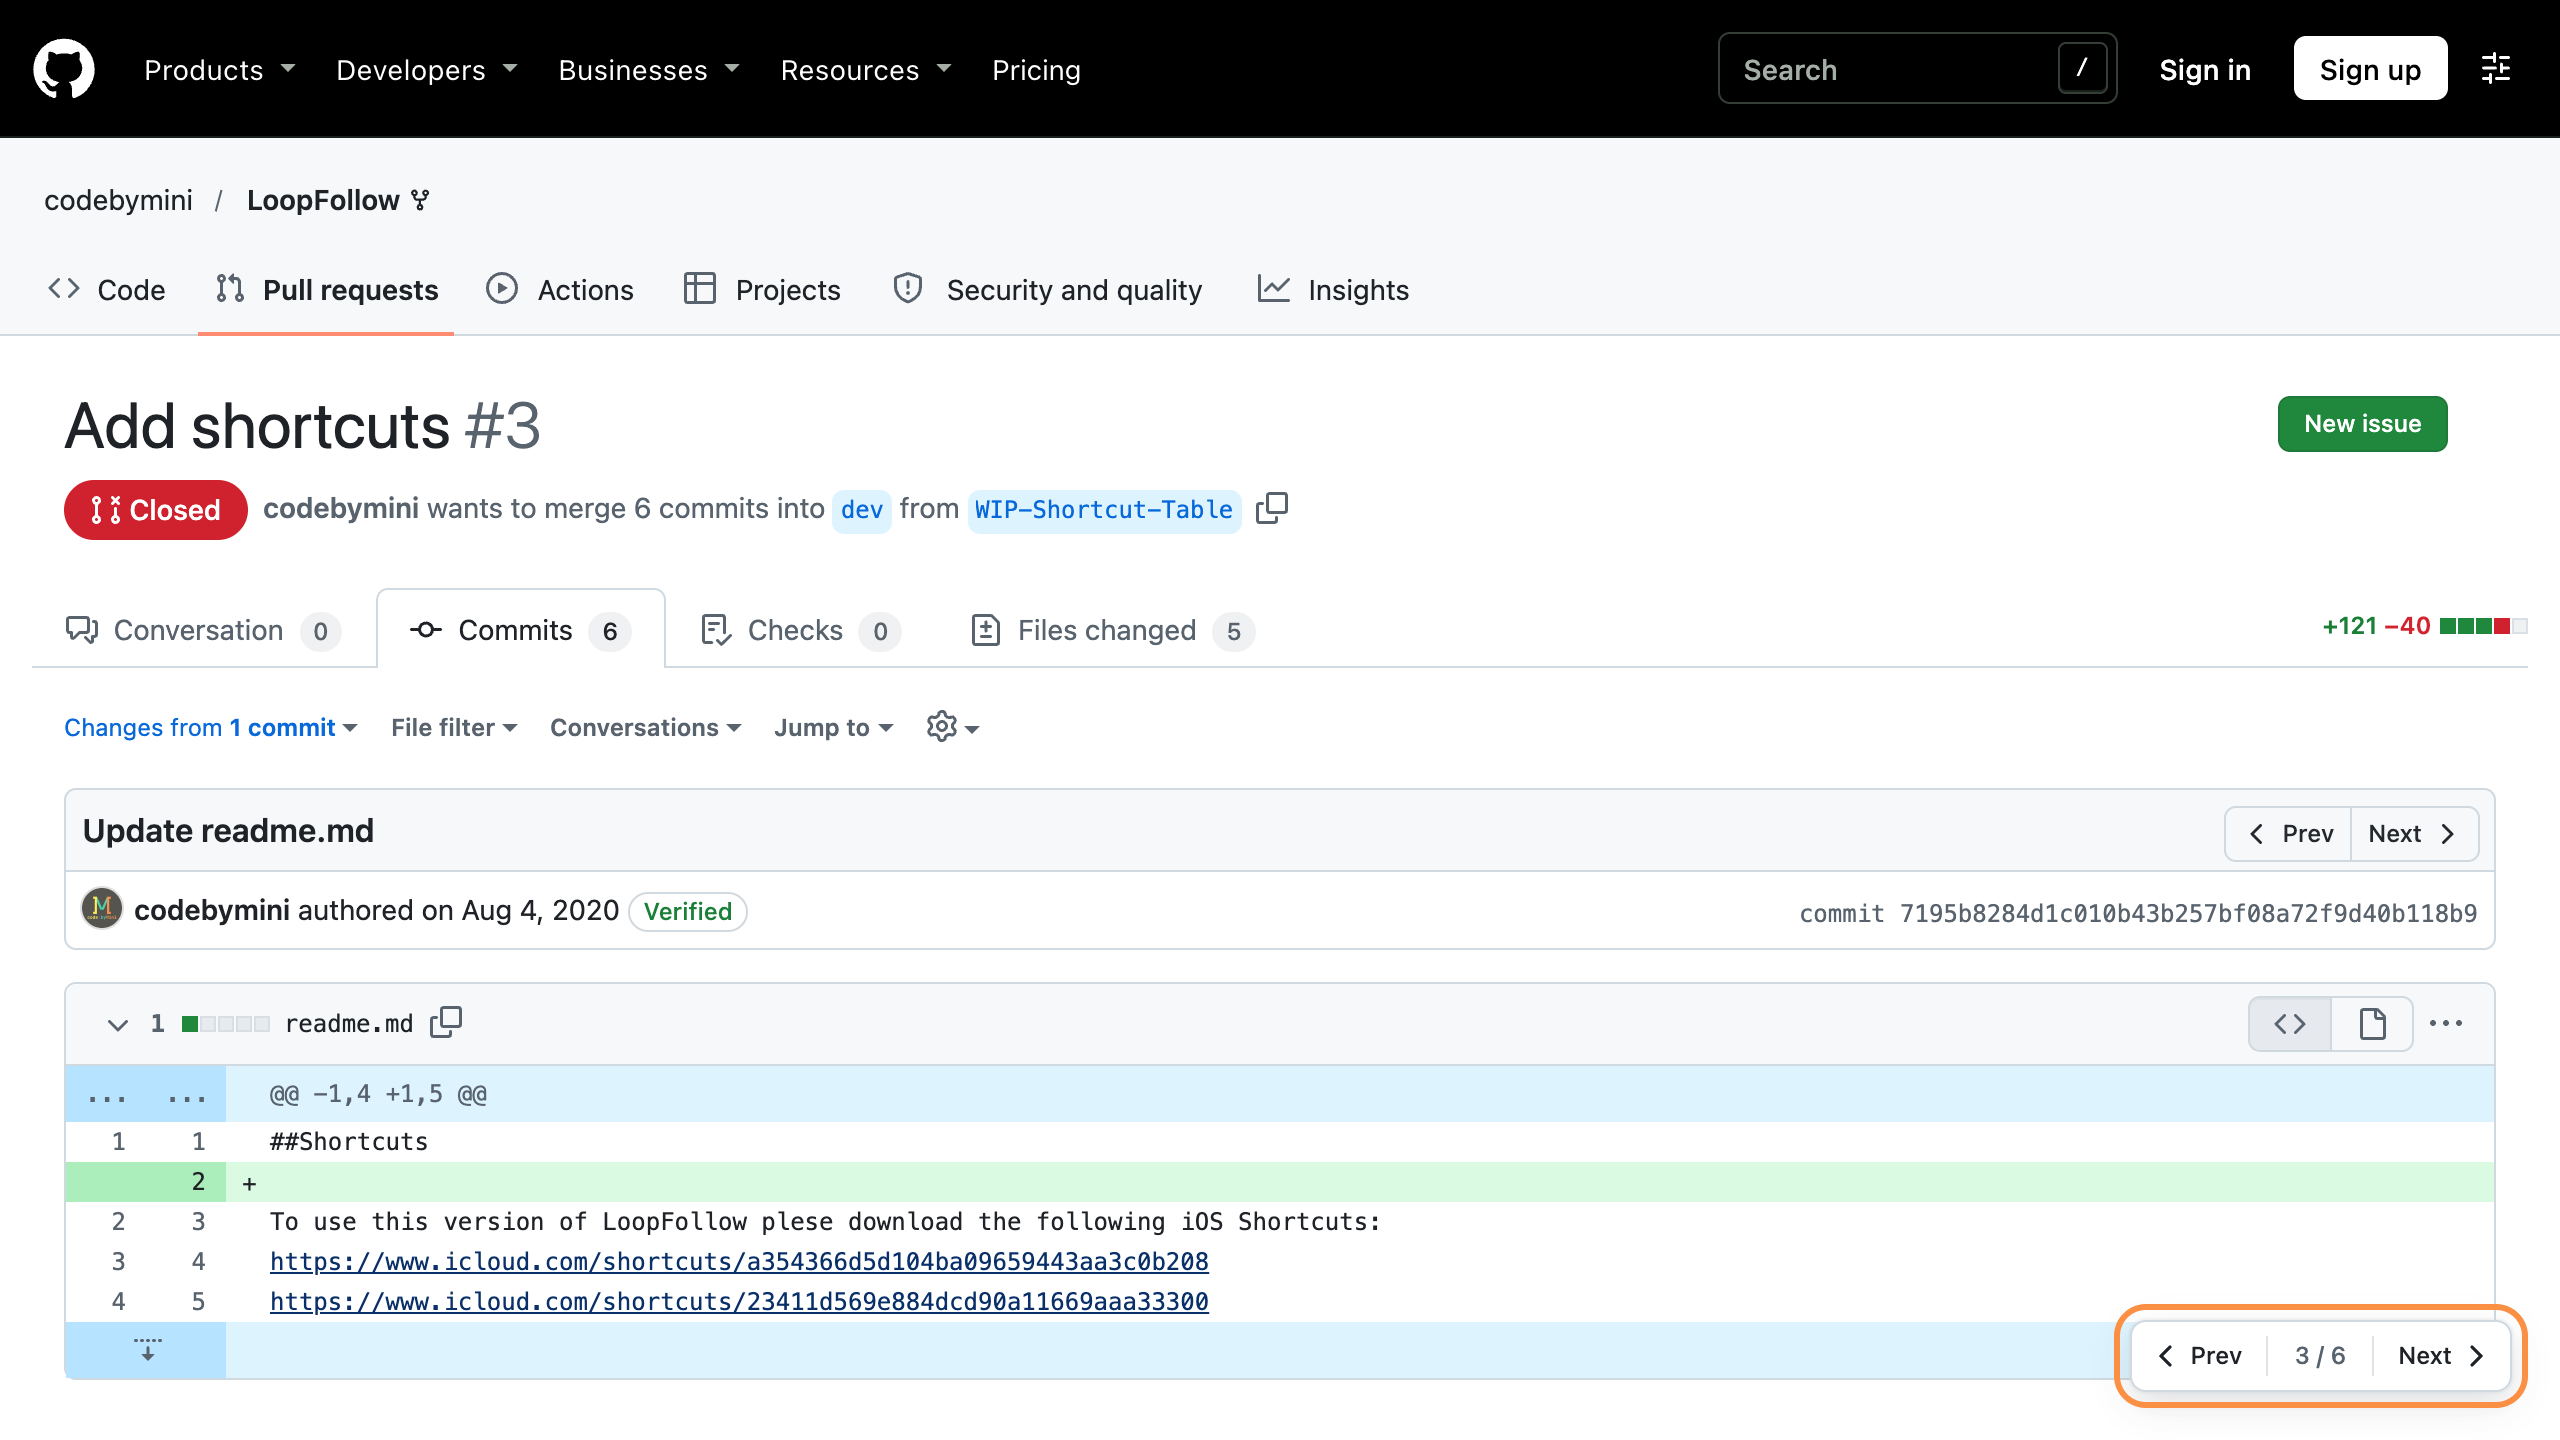 Products Developers Businesses Resources Pricing Search / Sign in Sign up
codebymini / LoopFollow
Code Pull requests Actions Projects Security and quality Insights
Add shortcuts #3 New issue
Closed codebymini wants to merge 6 commits into dev from WIP-Shortcut-Table
Conversation 0 Commits 6 Checks 0 Files changed 5 +121 −40
Changes from 1 commit File filter Conversations Jump to
Update readme.md Prev Next
codebymini authored on Aug 4, 2020 Verified commit 7195b8284d1c010b43b257bf08a72f9d40b118b9
1 readme.md ...
... ... @@ -1,4 +1,5 @@
1 1 ##Shortcuts
2 +
2 3 To use this version of LoopFollow plese download the following iOS Shortcuts:
3 4 https://www.icloud.com/shortcuts/a354366d5d104ba09659443aa3c0b208
4 5 https://www.icloud.com/shortcuts/23411d569e884dcd90a11669aaa33300
Prev 3 / 6 Next